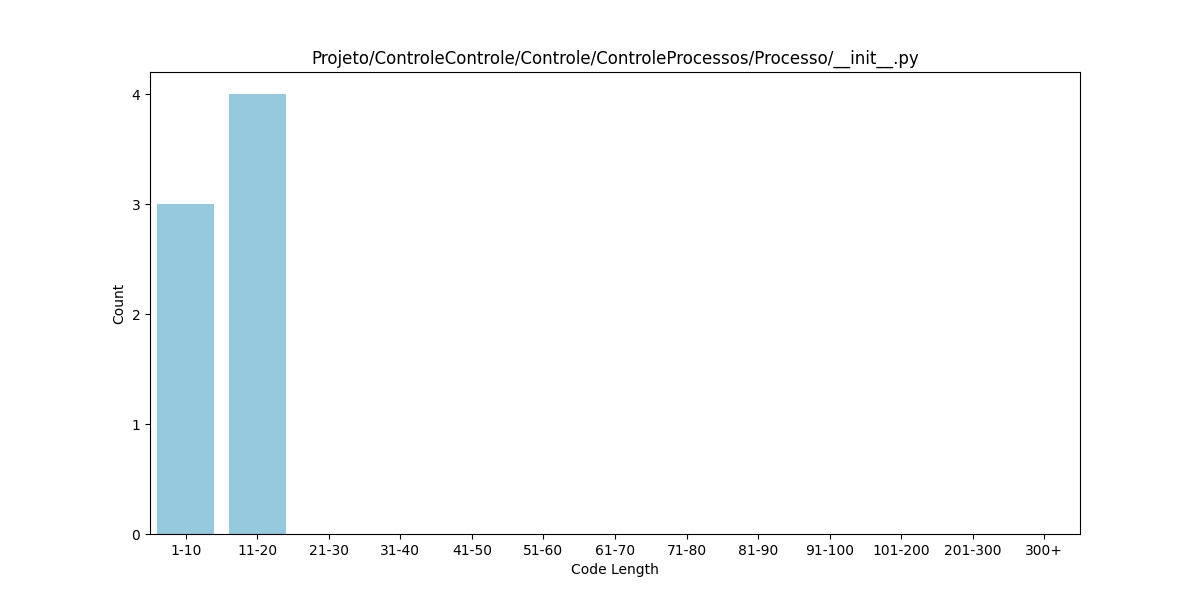 Projeto/ControleControle/Controle/ControleProcessos/Processo/__init__.py
4
3
2
1
0
Count
1-10 11-20 21-30 31-40 41-50 51-60 61-70 71-80 81-90 91-100 101-200 201-300 300+
Code Length